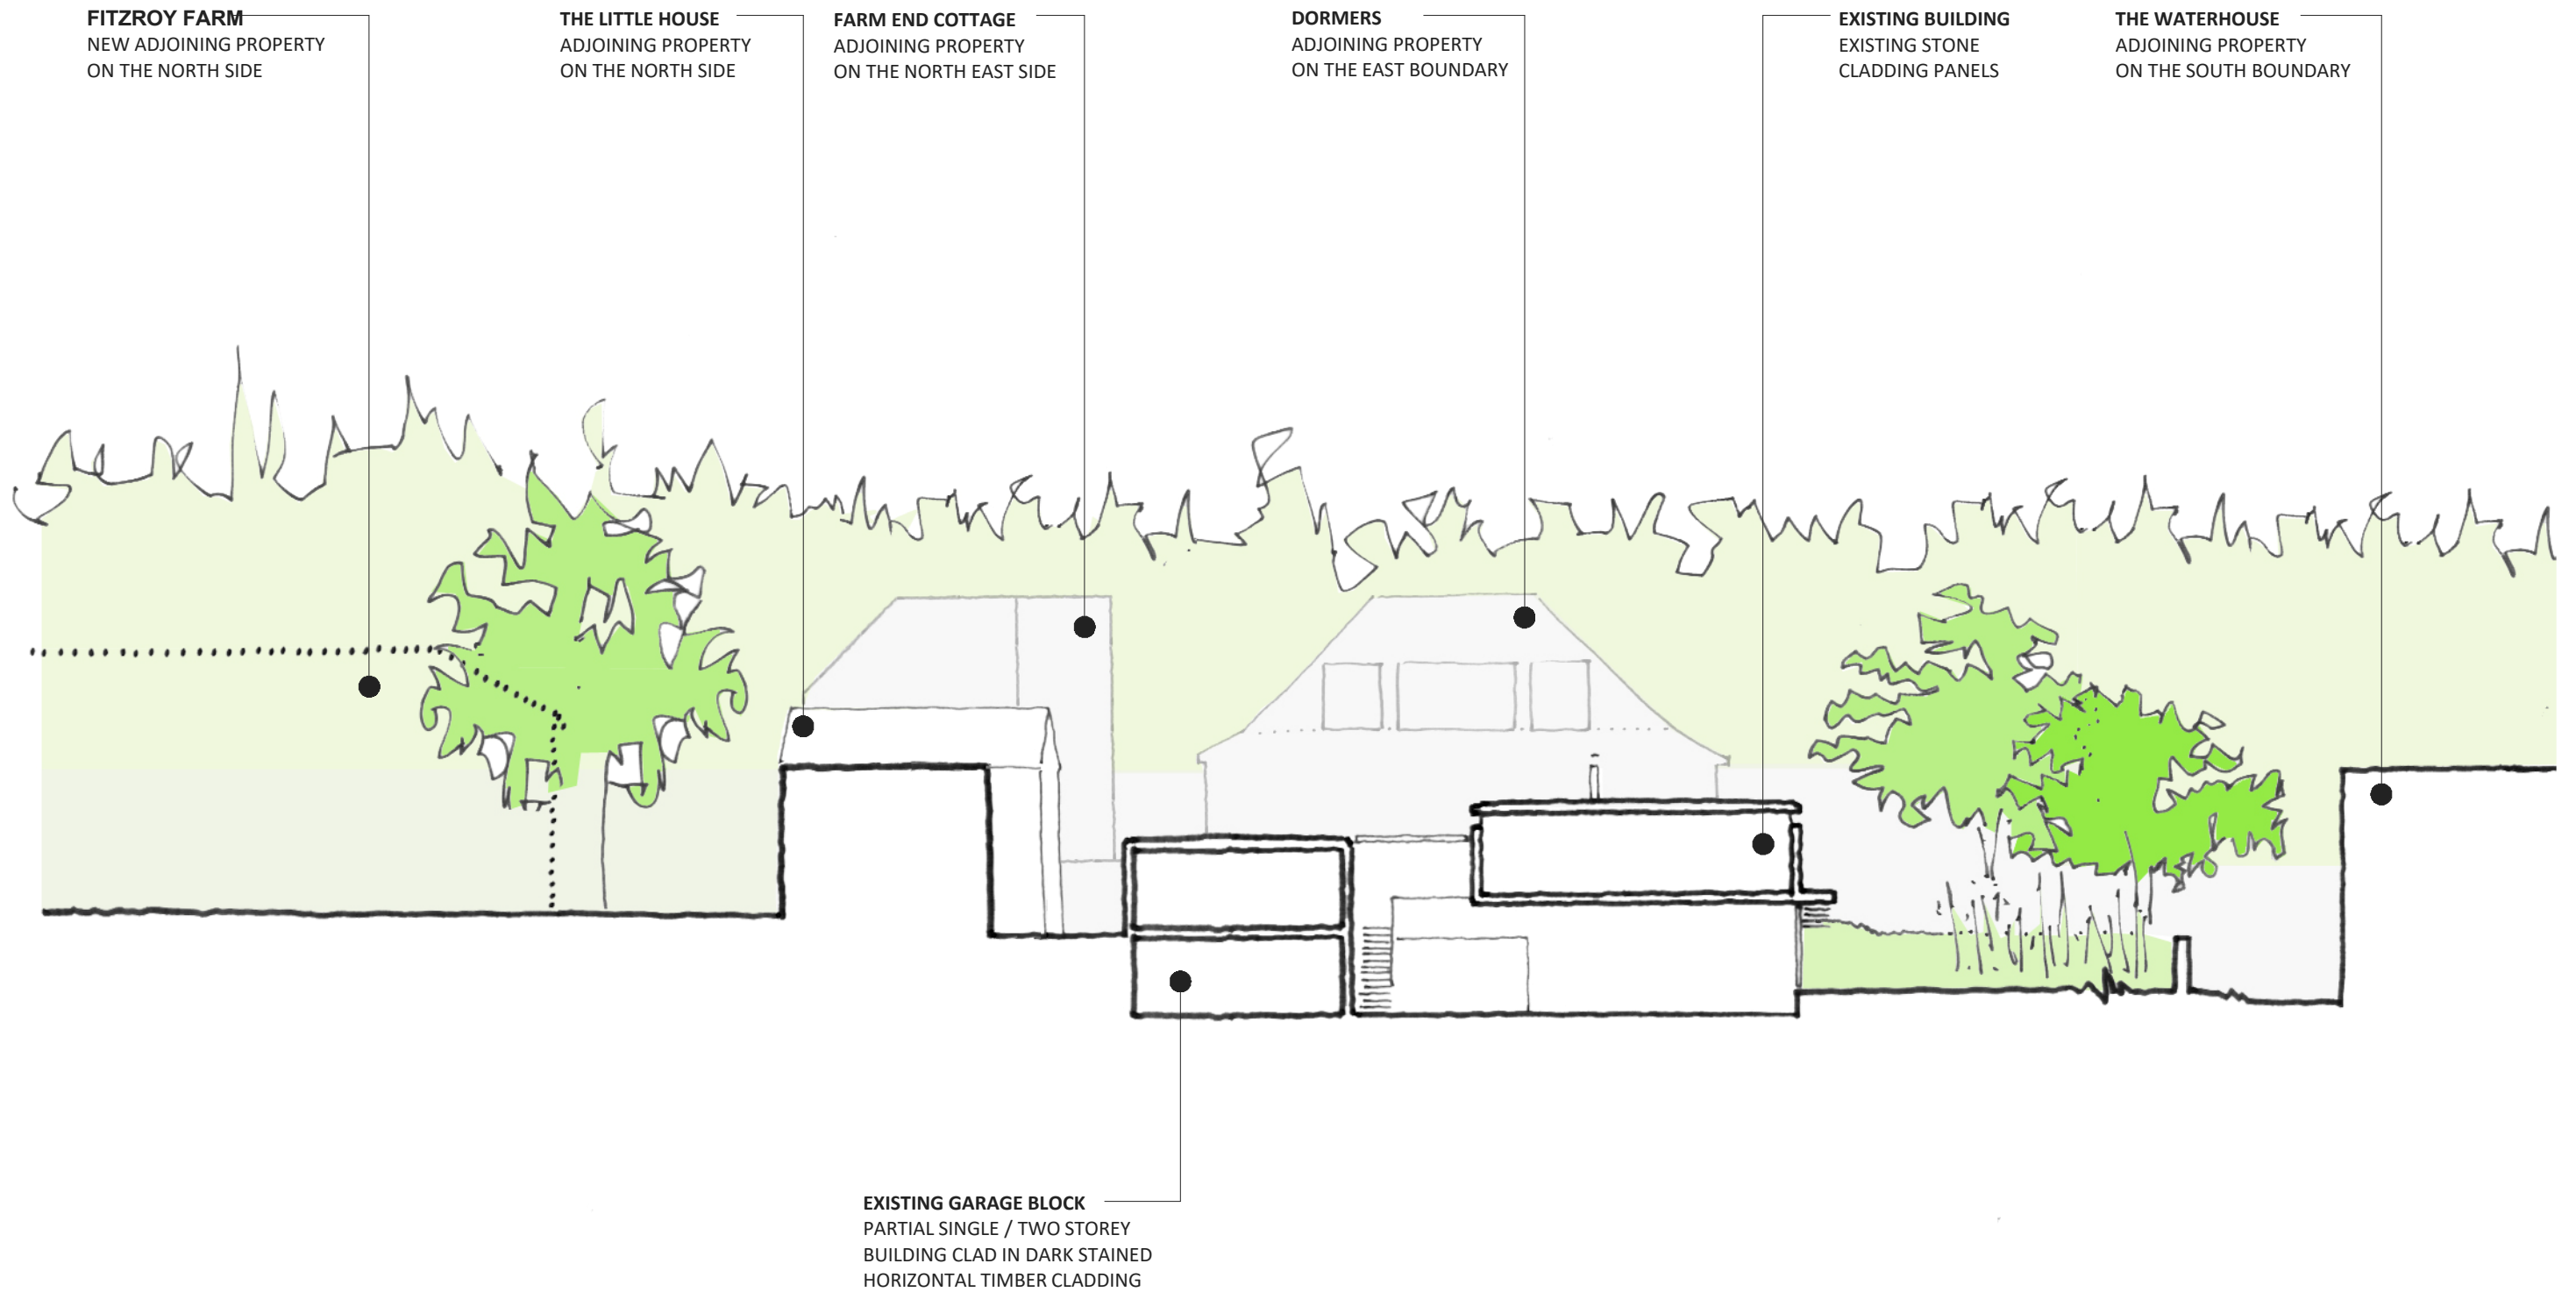 FITZROY FARM
NEW ADJOINING PROPERTY
ON THE NORTH SIDE
THE LITTLE HOUSE
ADJOINING PROPERTY
ON THE NORTH SIDE
FARM END COTTAGE
ADJOINING PROPERTY
ON THE NORTH EAST SIDE
DORMERS
ADJOINING PROPERTY
ON THE EAST BOUNDARY
EXISTING BUILDING
EXISTING STONE
CLADDING PANELS
THE WATERHOUSE
ADJOINING PROPERTY
ON THE SOUTH BOUNDARY
EXISTING GARAGE BLOCK
PARTIAL SINGLE / TWO STOREY
BUILDING CLAD IN DARK STAINED
HORIZONTAL TIMBER CLADDING